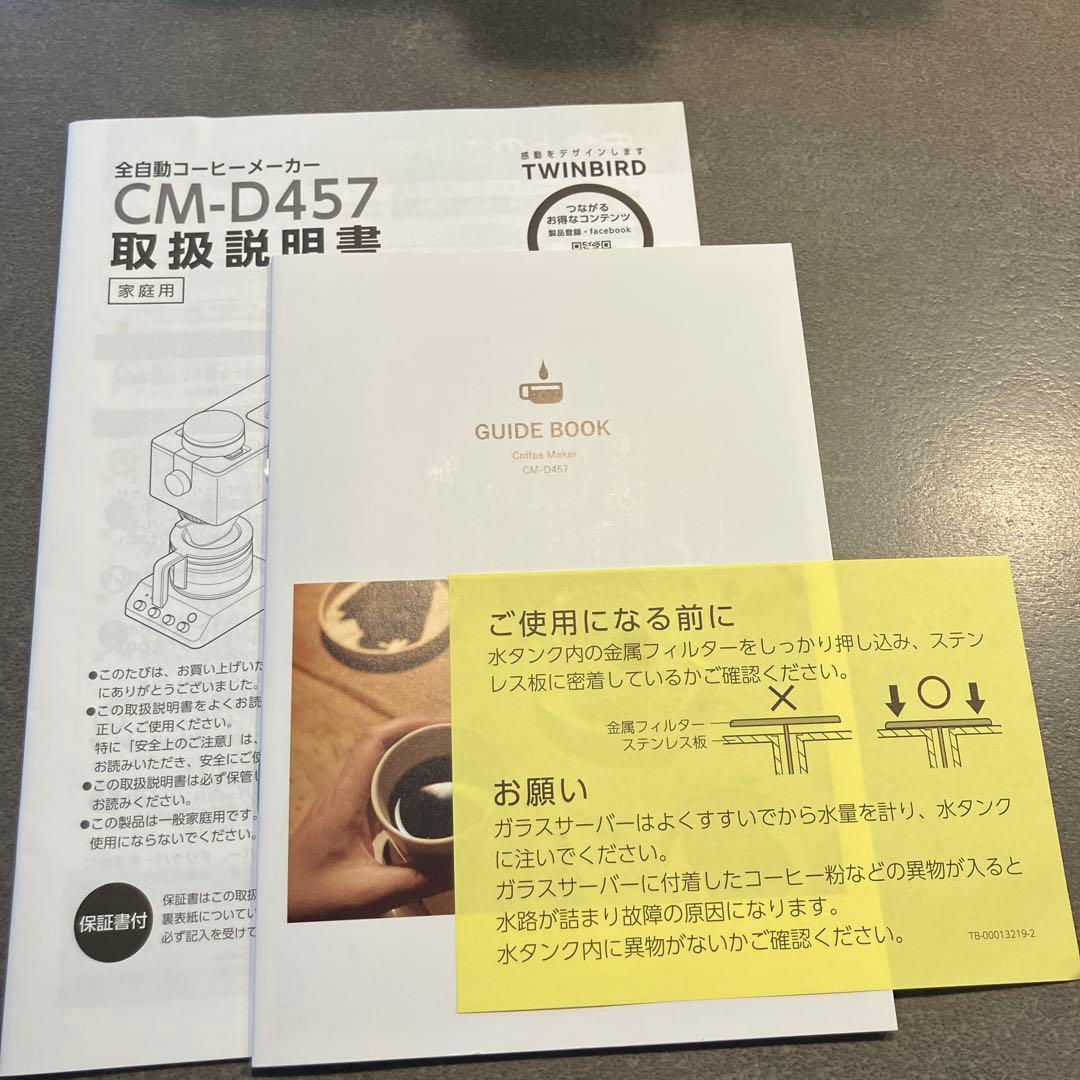 全自動コーヒーメーカー
CM-D457
取扱説明書
家庭用
感動をデザインします
TWINBIRD
つながる
お得なコンテンツ
製品登録・facebook
●このたびは、お買い上げいた
にありがとうございました。
●この取扱説明書をよくお読
正しくご使用ください。
特に「安全上のご注意」は、
お読みいただき、安全にご使
●この取扱説明書は必ず保管し
お読みください。
●この製品は一般家庭用です。
使用にならないでください。
保証書付
保証書はこの取扱
裏表紙についてい
必ず記入を受けて
GUIDE BOOK
Coffee Maker
CM-D457
ご使用になる前に
水タンク内の金属フィルターをしっかり押し込み、ステン
レス板に密着しているかご確認ください。
金属フィルター
ステンレス板
お願い
ガラスサーバーはよくすすいでから水量を計り、水タンク
に注いでください。
ガラスサーバーに付着したコーヒー粉などの異物が入ると
水路が詰まり故障の原因になります。
水タンク内に異物がないかご確認ください。
TB-00013219-2